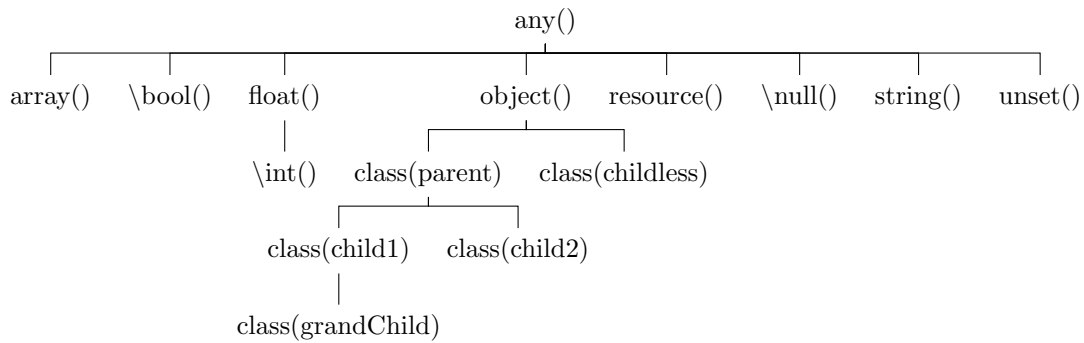 any()
array() \bool() float() object() resource() \null() string() unset()
\int() class(parent) class(childless)
class(child1) class(child2)
class(grandChild)